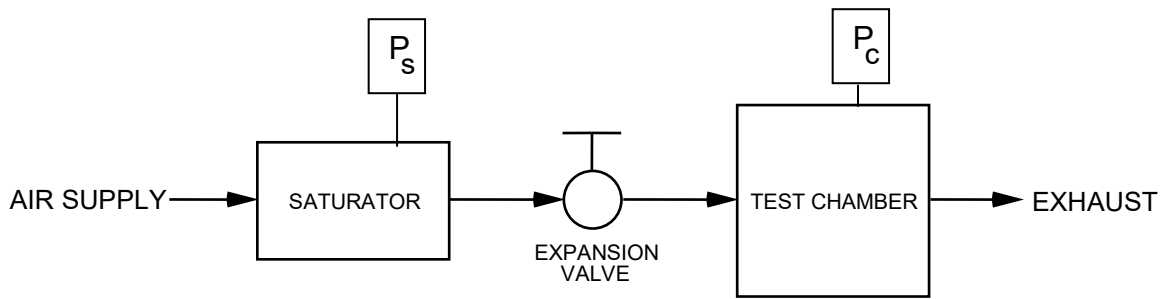 Ps
Pc
AIR SUPPLY
SATURATOR
EXPANSION
VALVE
TEST CHAMBER
EXHAUST